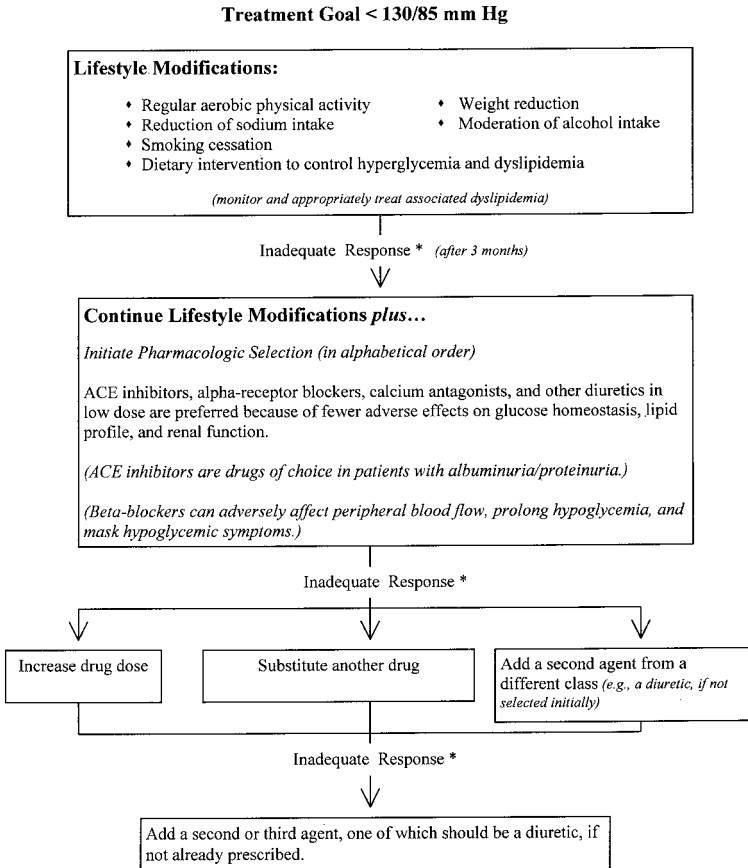 Treatment Goal < 130/85 mm Hg
Lifestyle Modifications:
♦ Regular aerobic physical activity
♦ Weight reduction
♦ Reduction of sodium intake
♦ Moderation of alcohol intake
♦ Smoking cessation
♦ Dietary intervention to control hyperglycemia and dyslipidemia
(monitor and appropriately treat associated dyslipidemia)
Inadequate Response * (after 3 months)
Continue Lifestyle Modifications plus…
Initiate Pharmacologic Selection (in alphabetical order)
ACE inhibitors, alpha-receptor blockers, calcium antagonists, and other diuretics in
low dose are preferred because of fewer adverse effects on glucose homeostasis, lipid
profile, and renal function.
(ACE inhibitors are drugs of choice in patients with albuminuria/proteinuria.)
(Beta-blockers can adversely affect peripheral blood flow, prolong hypoglycemia, and
mask hypoglycemic symptoms.)
Inadequate Response *
Increase drug dose
Substitute another drug
Add a second agent from a
different class (e.g., a diuretic, if not
selected initially)
Inadequate Response *
Add a second or third agent, one of which should be a diuretic, if
not already prescribed.